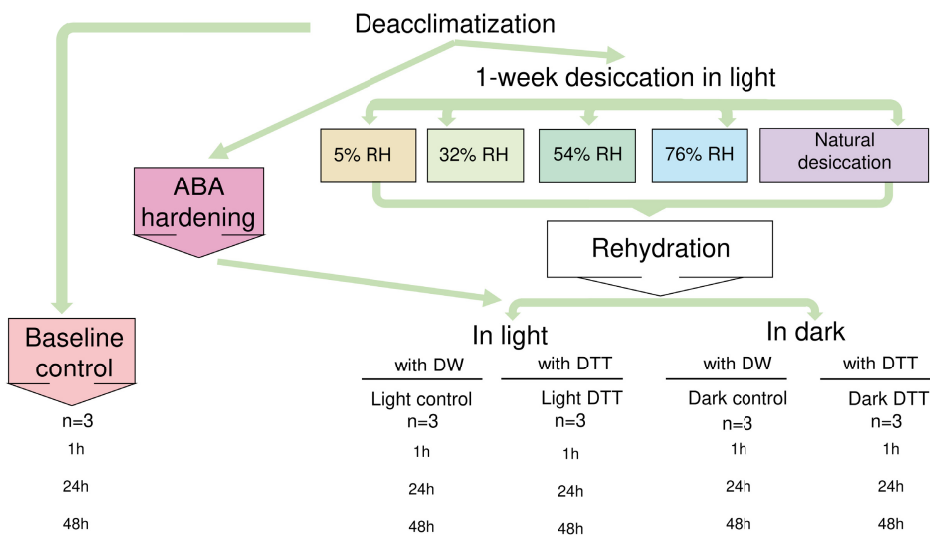 Deacclimatization
1-week desiccation in light
5% RH
32% RH
54% RH
76% RH
Natural
desiccation
ABA
hardening
Rehydration
Baseline
control
In light
In dark
with DW
with DTT
with DW
with DTT
Light control
Light DTT
Dark control
Dark DTT
n=3
n=3
n=3
n=3
n=3
1h
1h
1h
1h
1h
24h
24h
24h
24h
24h
48h
48h
48h
48h
48h